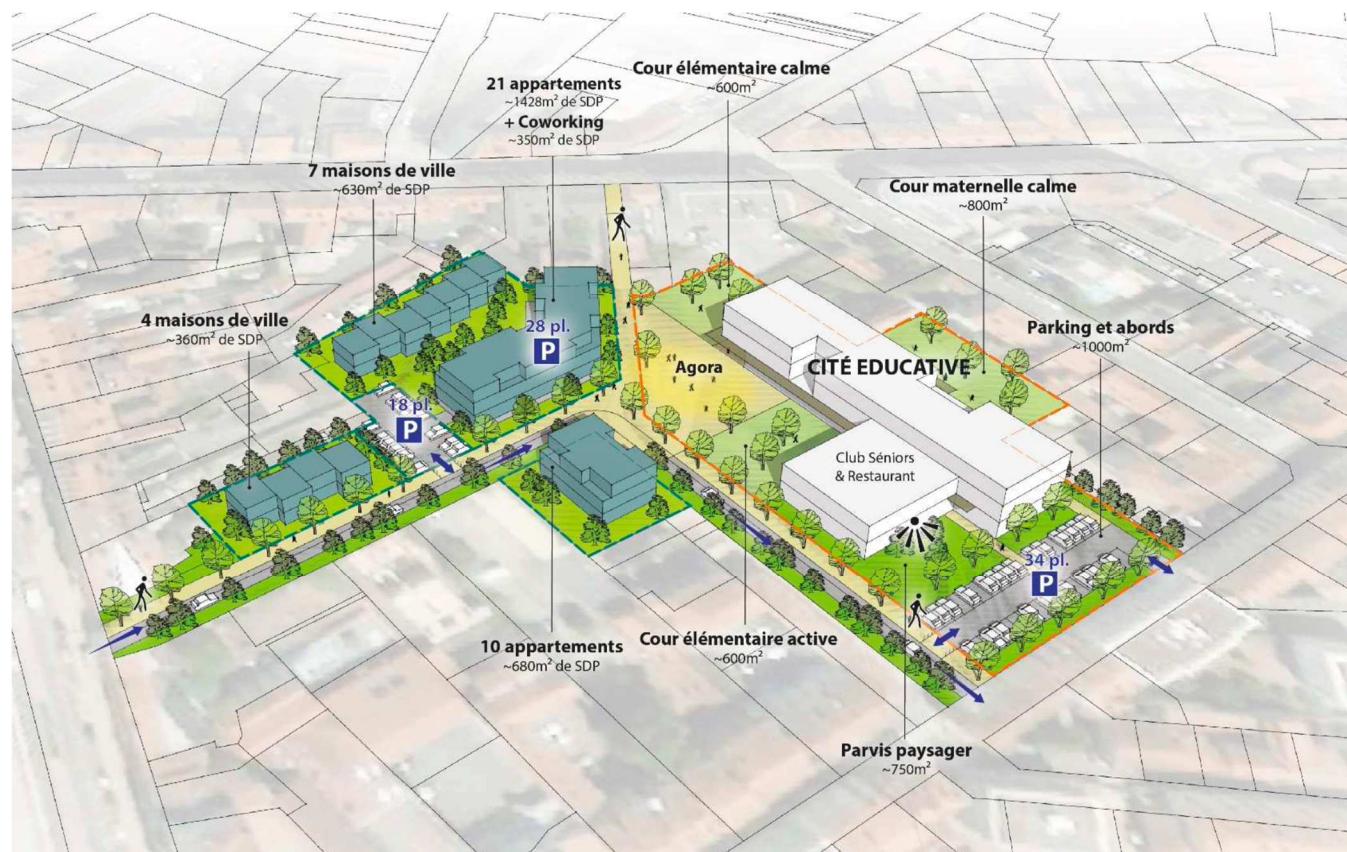 Cour élémentaire calme
~600m²
21 appartements
~1428m² de SDP
+ Coworking
~350m² de SDP
7 maisons de ville
~630m² de SDP
Cour maternelle calme
~800m²
4 maisons de ville
~360m² de SDP
28 pl.
P
Parking et abords
~1000m²
Agora
CITÉ EDUCATIVE
18 pl.
P
Club Séniors
& Restaurant
34 pl.
P
10 appartements
~680m² de SDP
Cour élémentaire active
~600m²
Parvis paysager
~750m²